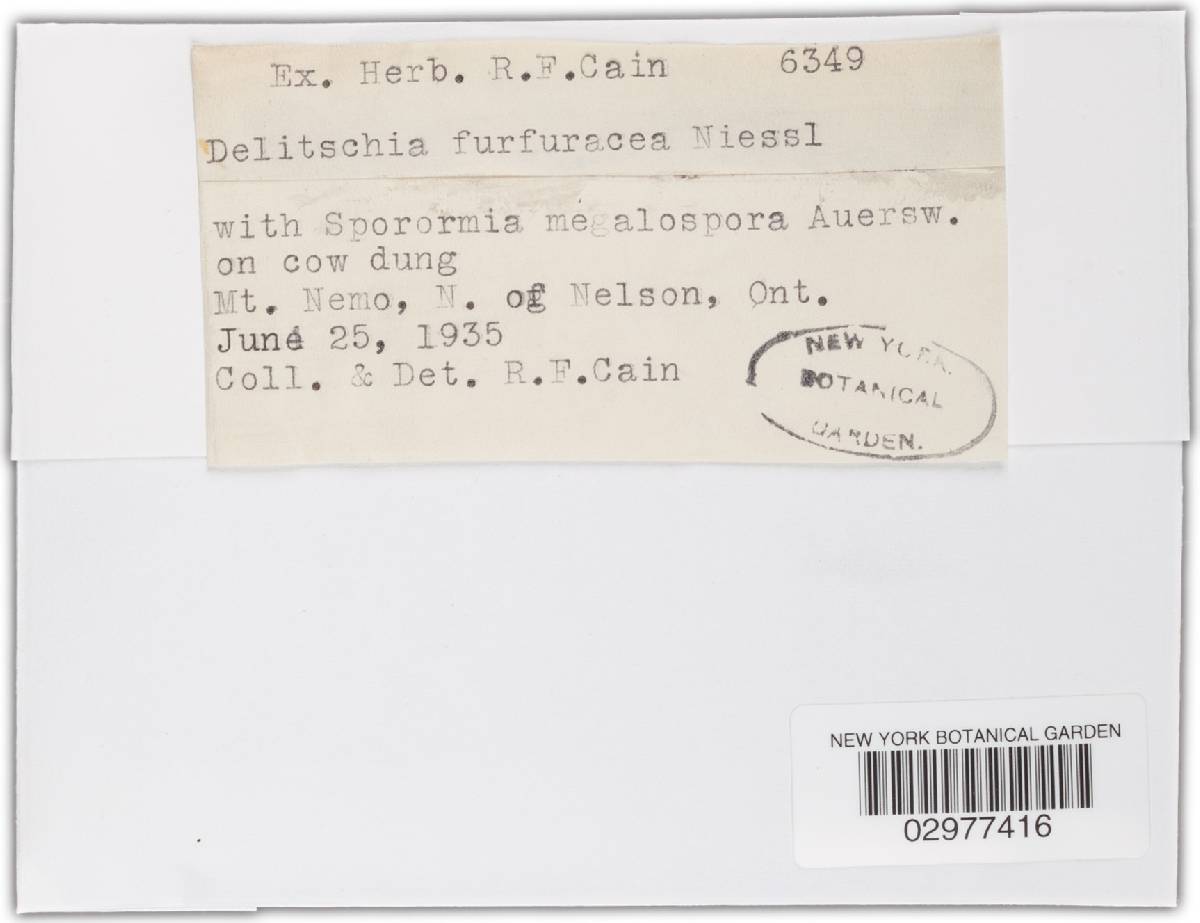 Ex. Herb. R.F.Cain 6349
Delitschia furfuracea Niessl
with Sporormia megalospora Auersw.
on cow dung
Mt. Nemo, N. of Nelson, Ont.
June 25, 1935
Coll. & Det. R.F.Cain
NEW YORK
BOTANICAL
GARDEN.
NEW YORK BOTANICAL GARDEN
02977416